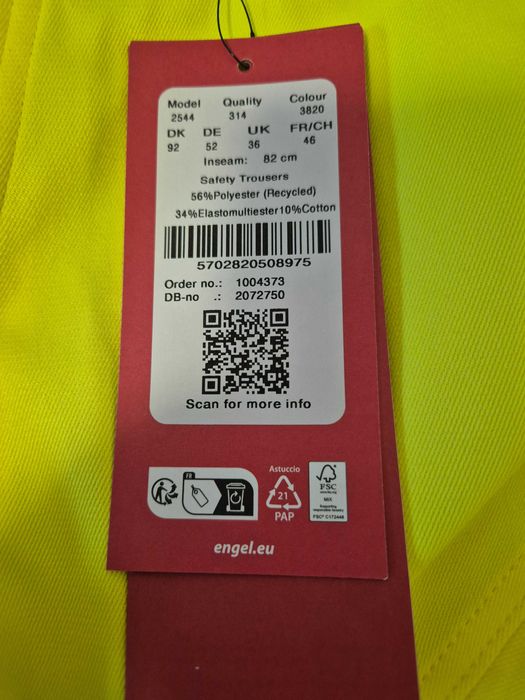 Model Quality Colour
2544 314 3820
DK DE UK FR/CH
92 52 36 46
Inseam: 82 cm
Safety Trousers
56%Polyester (Recycled)
34%Elastomultiester10%Cotton
5702820508975
Order no.: 1004373
DB-no .: 2072750
Scan for more info
FR
Astuccio
21
PAP
FSC
MIX
FSC® C172448
engel.eu